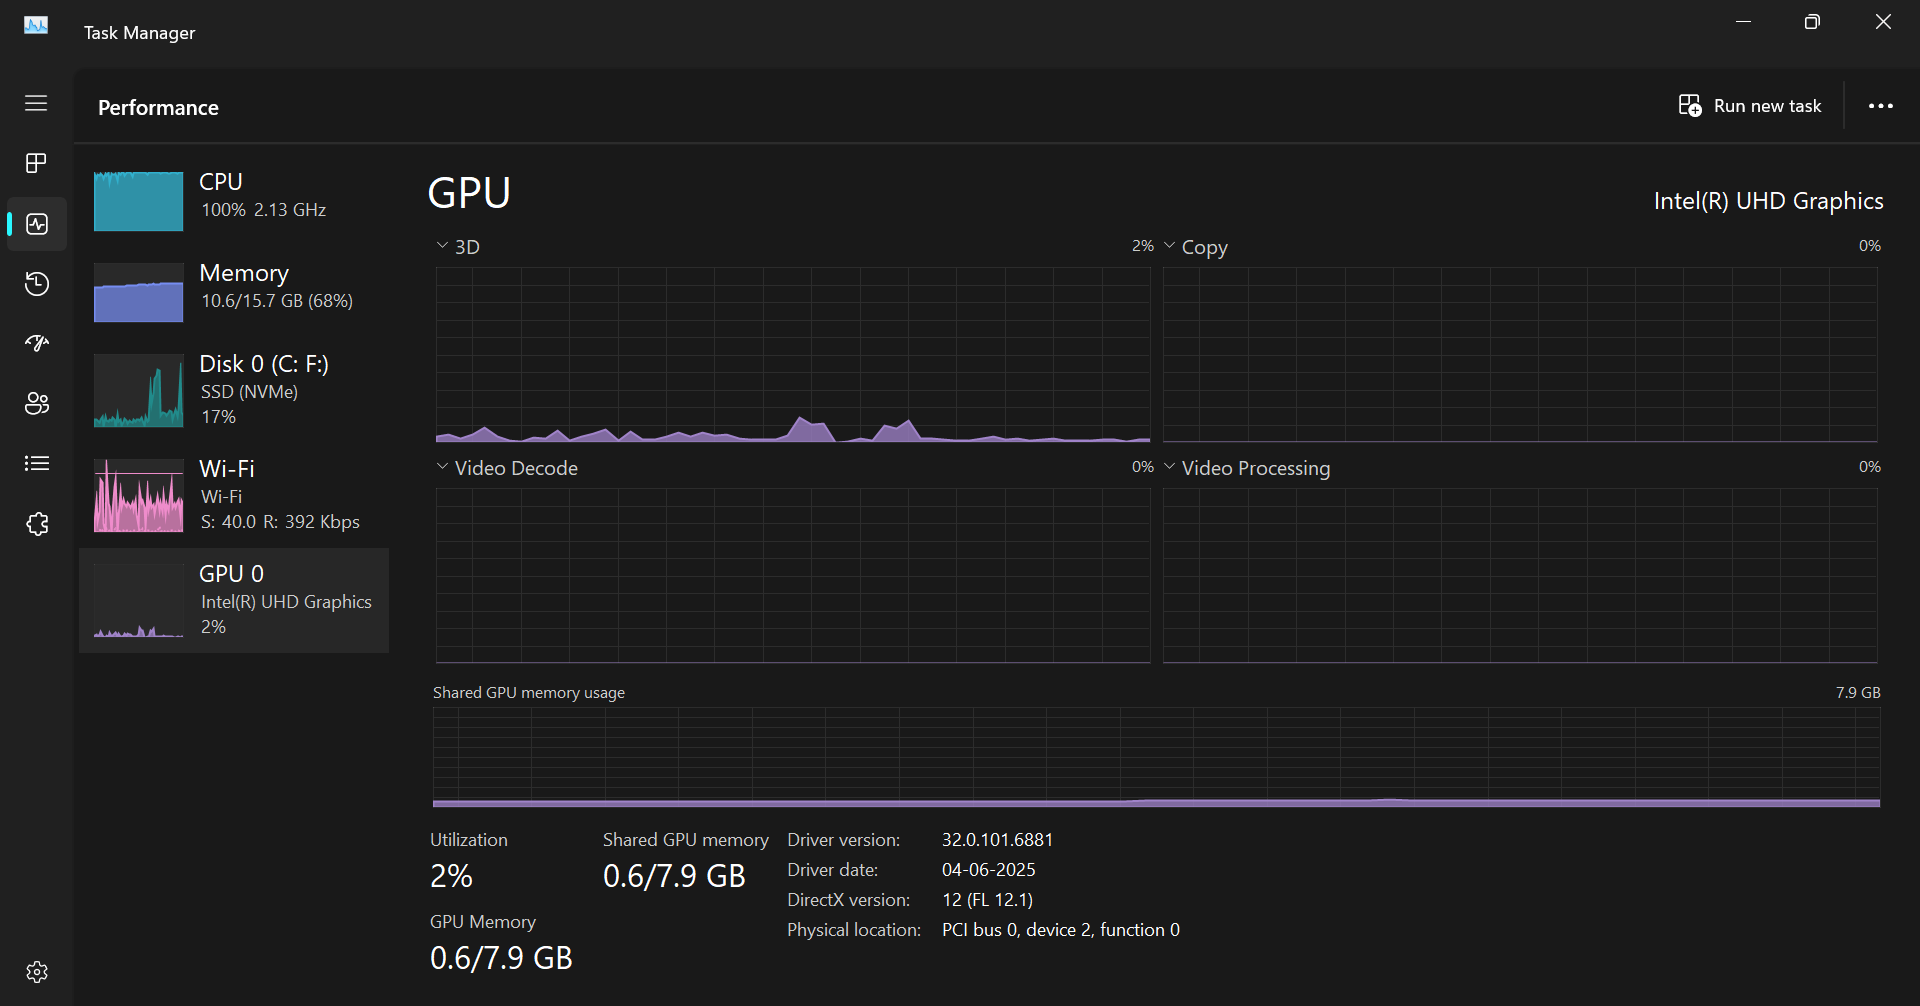 Task Manager
Performance
Run new task
CPU
100% 2.13 GHz
Memory
10.6/15.7 GB (68%)
Disk 0 (C: F:)
SSD (NVMe)
17%
Wi-Fi
Wi-Fi
S: 40.0 R: 392 Kbps
GPU 0
Intel(R) UHD Graphics
2%
GPU
Intel(R) UHD Graphics
3D 2%
Copy 0%
Video Decode 0%
Video Processing 0%
Shared GPU memory usage 7.9 GB
Utilization
2%
Shared GPU memory
0.6/7.9 GB
GPU Memory
0.6/7.9 GB
Driver version: 32.0.101.6881
Driver date: 04-06-2025
DirectX version: 12 (FL 12.1)
Physical location: PCI bus 0, device 2, function 0